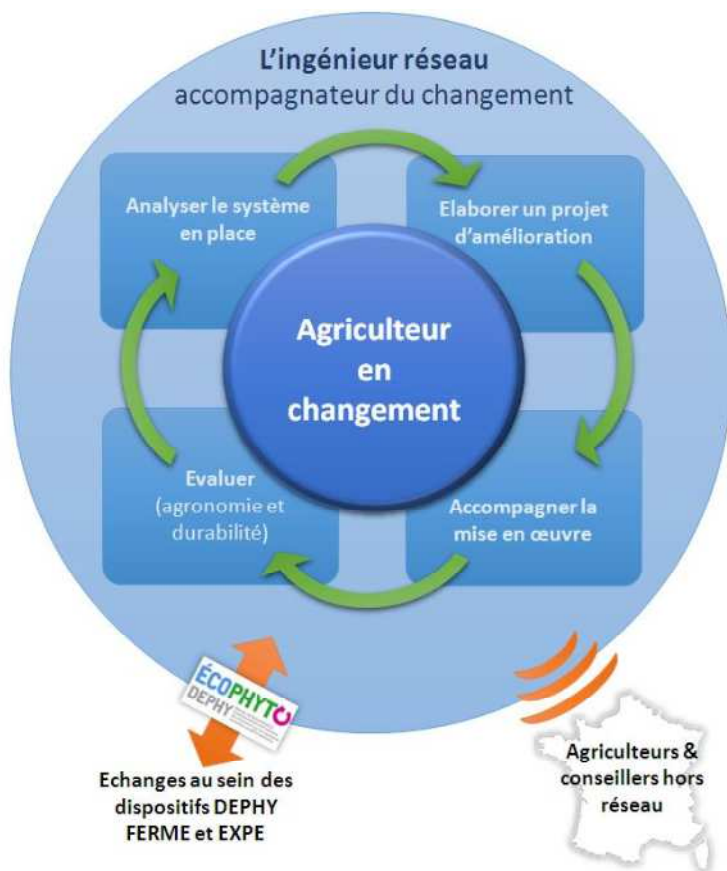 L'ingénieur réseau
accompagnateur du changement
Analyser le système
en place
Elaborer un projet
d'amélioration
Agriculteur
en
changement
Evaluer
(agronomie et
durabilité)
Accompagner la
mise en œuvre
ÉCOPHYTO
DEPHY
Echanges au sein des
dispositifs DEPHY
FERME et EXPE
Agriculteurs &
conseillers hors
réseau